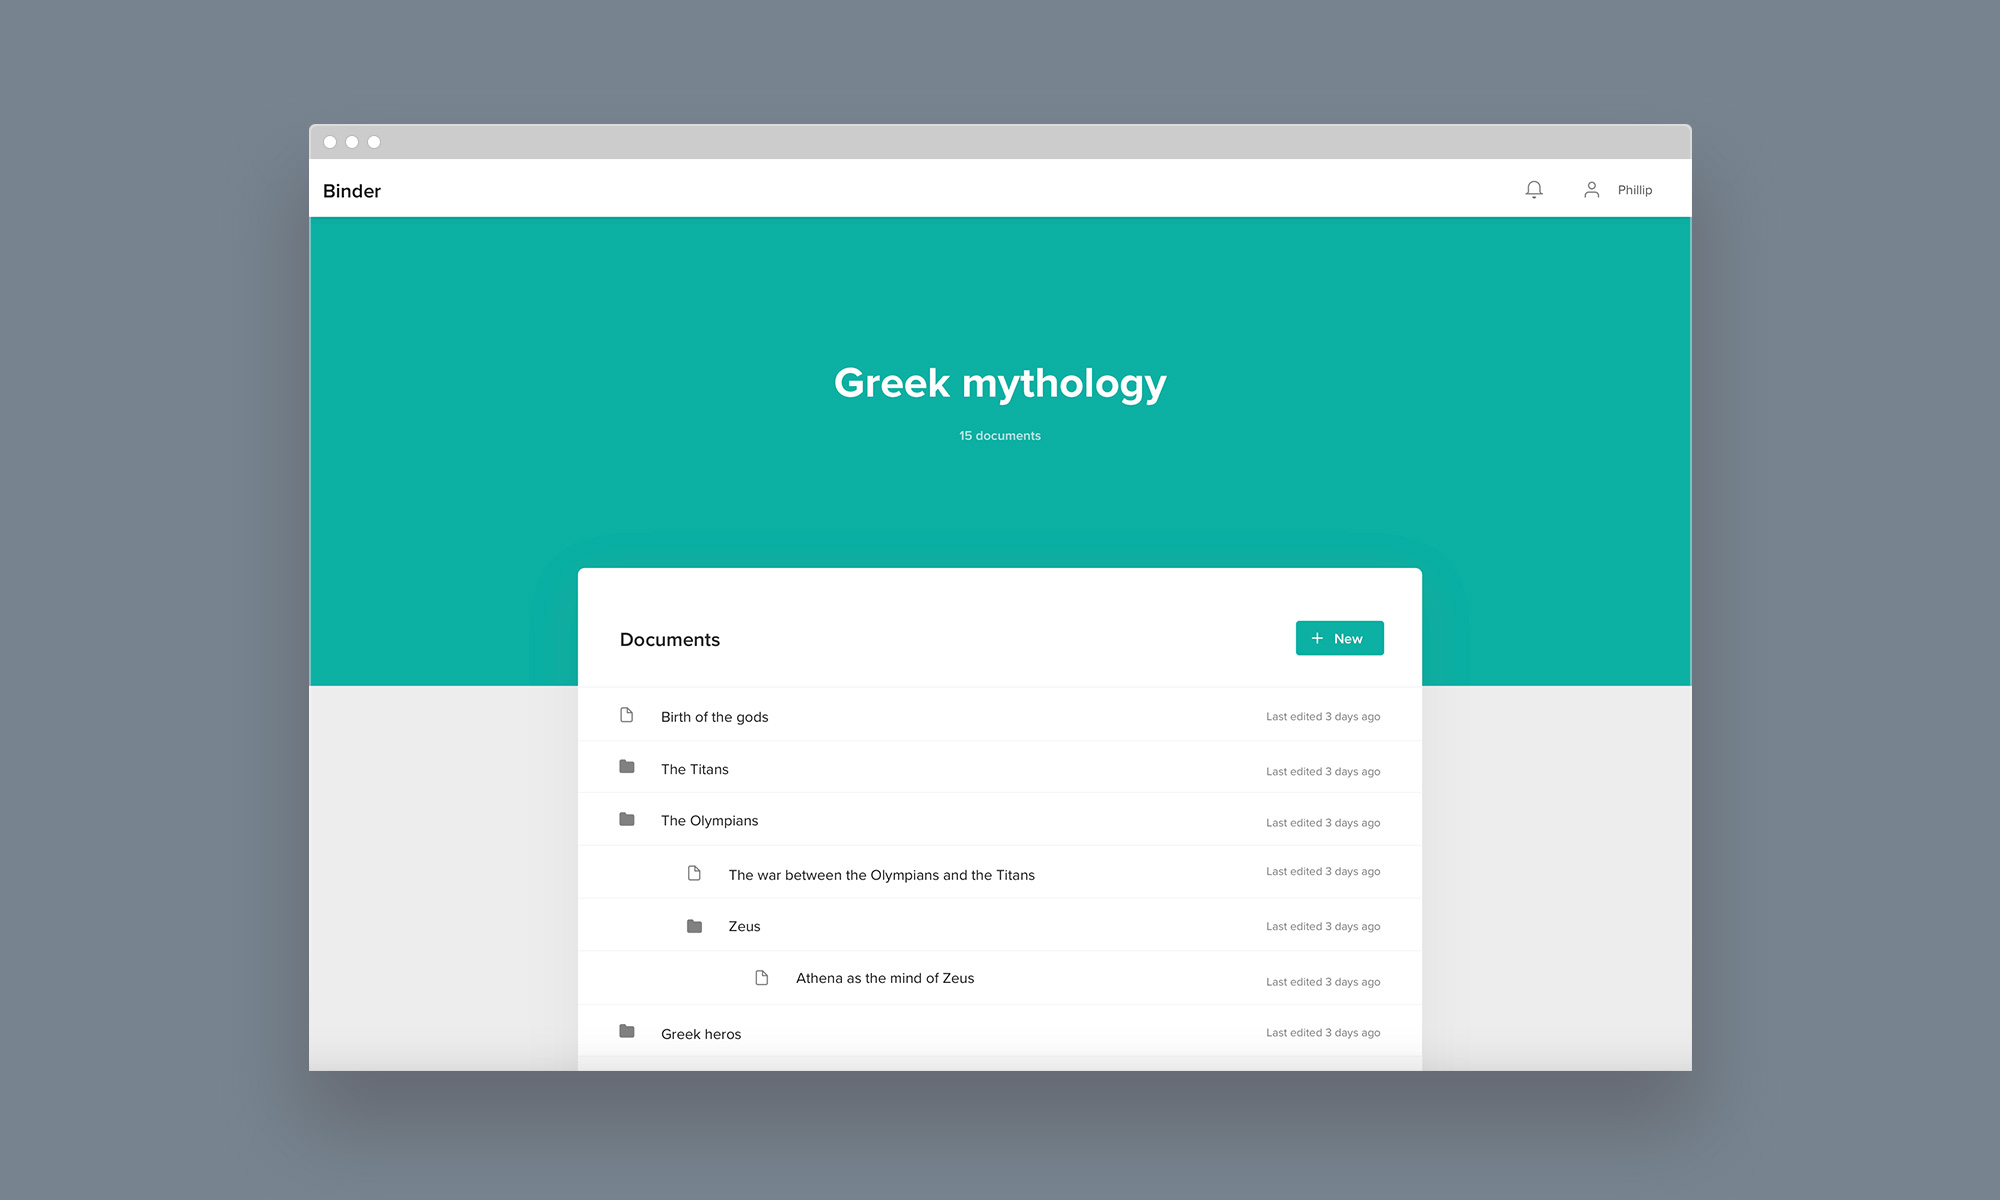 Binder
Phillip
Greek mythology
15 documents
Documents
+ New
Birth of the gods Last edited 3 days ago
The Titans Last edited 3 days ago
The Olympians Last edited 3 days ago
The war between the Olympians and the Titans Last edited 3 days ago
Zeus Last edited 3 days ago
Athena as the mind of Zeus Last edited 3 days ago
Greek heros Last edited 3 days ago